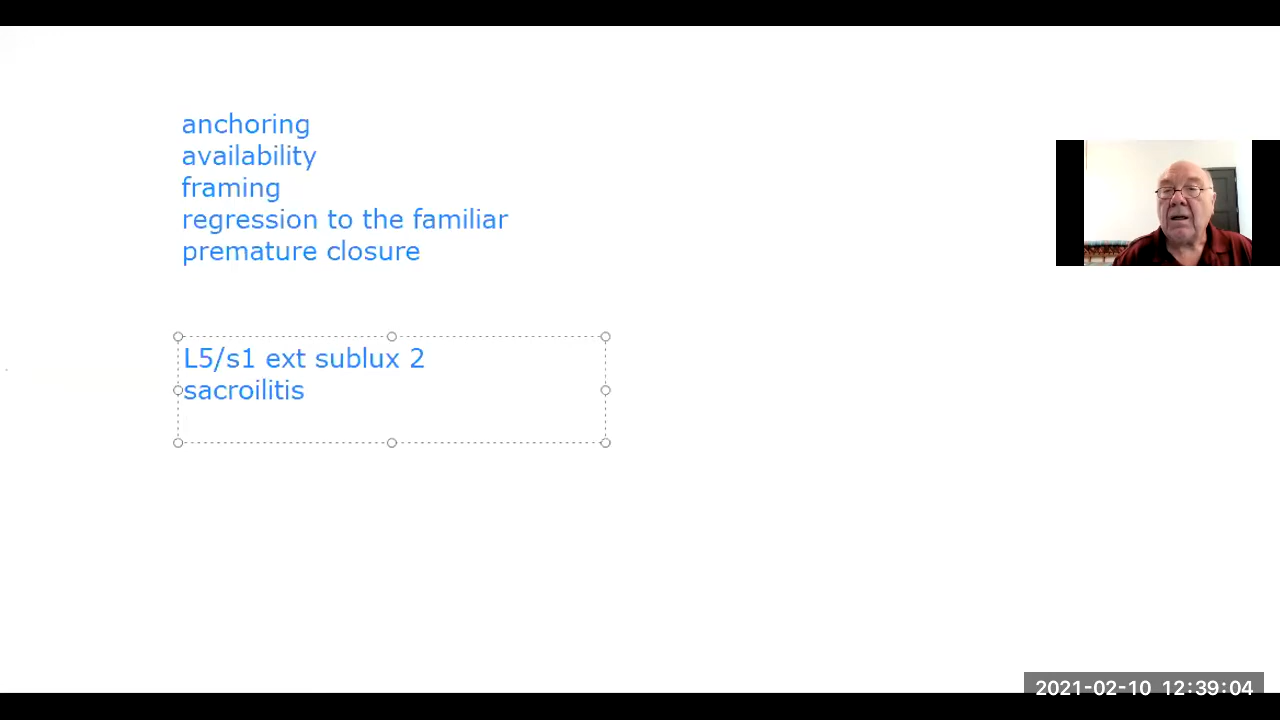 anchoring
availability
framing
regression to the familiar
premature closure
L5/s1 ext sublux 2
sacroilitis
2021-02-10 12:39:04